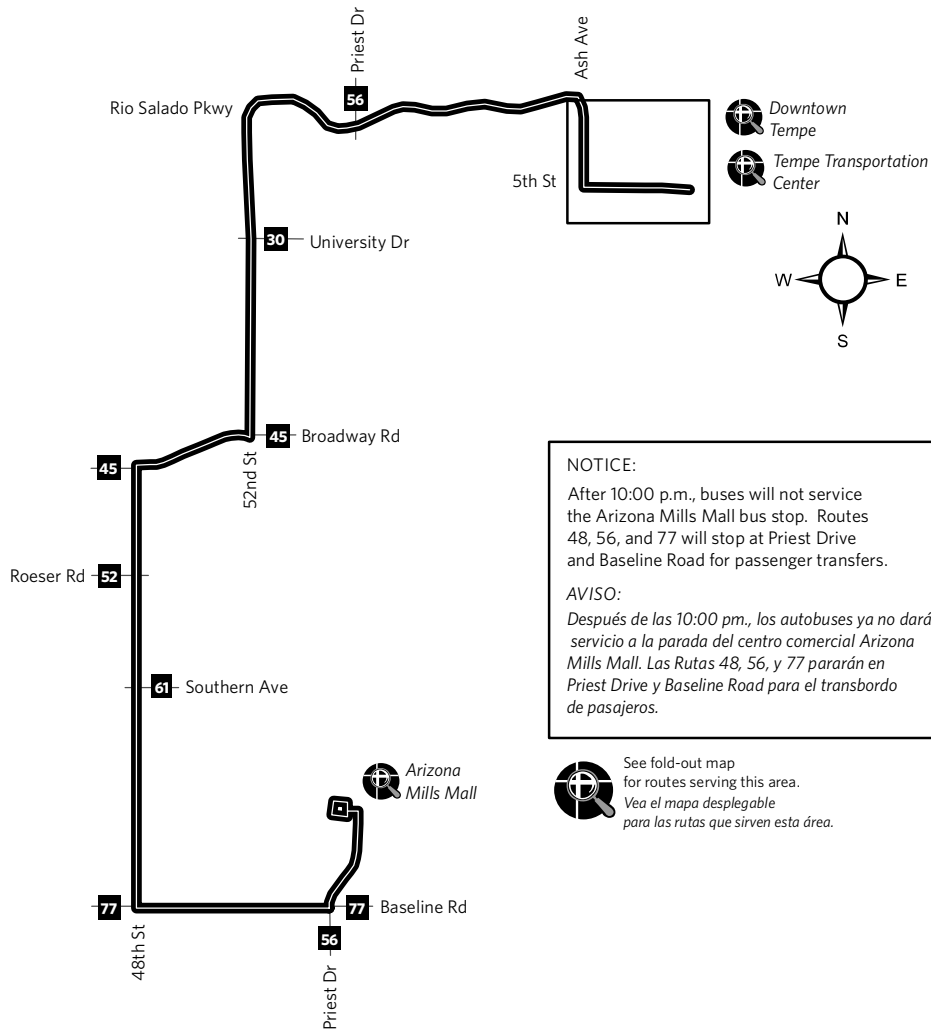 Priest Dr
Ash Ave
Rio Salado Pkwy
56
Downtown
Tempe
5th St
Tempe Transportation
Center
N
W
E
S
30
University Dr
45
Broadway Rd
52nd St
45
Roeser Rd
52
61
Southern Ave
NOTICE:
After 10:00 p.m., buses will not service
the Arizona Mills Mall bus stop. Routes
48, 56, and 77 will stop at Priest Drive
and Baseline Road for passenger transfers.
AVISO:
Después de las 10:00 pm., los autobuses ya no dará
servicio a la parada del centro comercial Arizona
Mills Mall. Las Rutas 48, 56, y 77 pararán en
Priest Drive y Baseline Road para el transbordo
de pasajeros.
See fold-out map
for routes serving this area.
Vea el mapa desplegable
para las rutas que sirven esta área.
Arizona
Mills Mall
77
77
Baseline Rd
48th St
56
Priest Dr